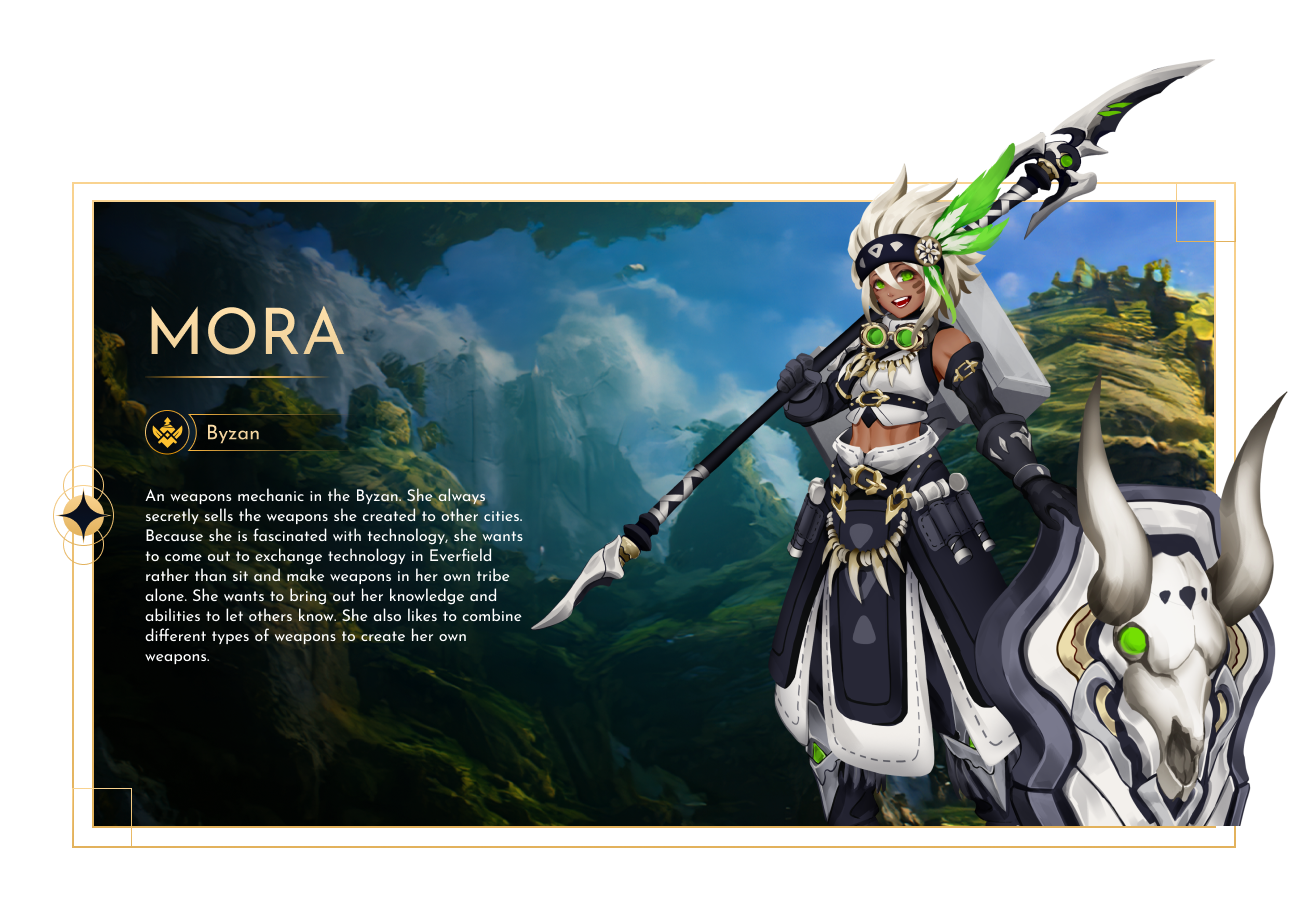 MORA
Byzan
An weapons mechanic in the Byzan. She always
secretly sells the weapons she created to other cities.
Because she is fascinated with technology, she wants
to come out to exchange technology in Everfield
rather than sit and make weapons in her own tribe
alone. She wants to bring out her knowledge and
abilities to let others know. She also likes to combine
different types of weapons to create her own
weapons.